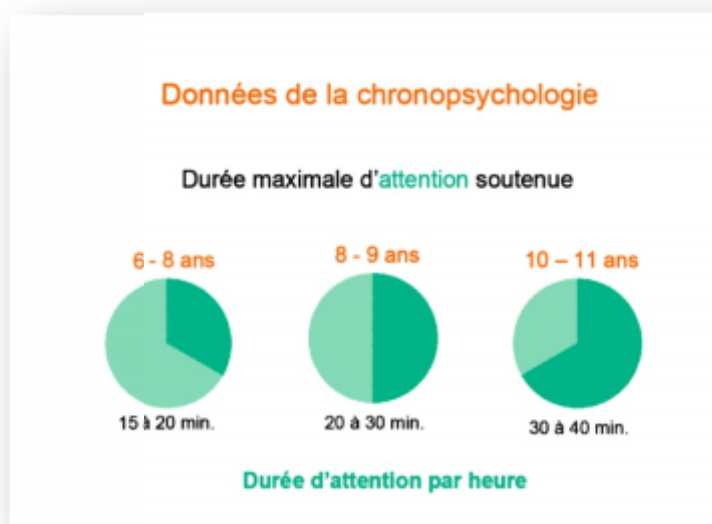 Données de la chronopsychologie
Durée maximale d'attention soutenue
6 - 8 ans
8 - 9 ans
10 – 11 ans
15 à 20 min.
20 à 30 min.
30 à 40 min.
Durée d'attention par heure